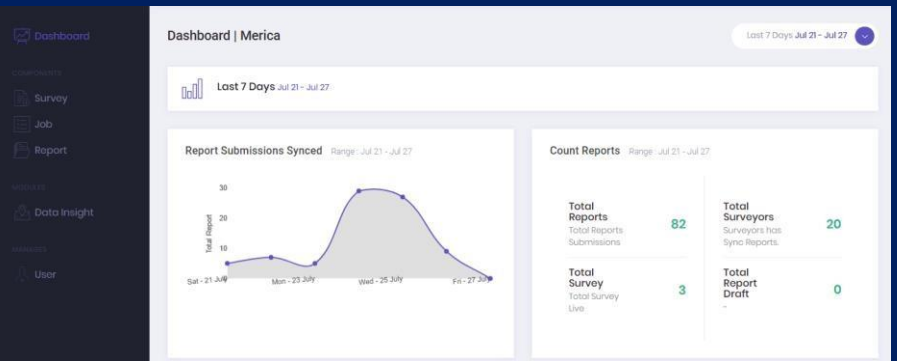 Dashboard
Dashboard | Merica
Last 7 Days Jul 21 - Jul 27
COMPONENTS
Survey
Job
Report
Data Insight
User
Last 7 Days Jul 21 - Jul 27
Report Submissions Synced Range : Jul 21 - Jul 27
30
20
10
0
Total Report
Sat - 21 July
Mon - 23 July
Wed - 25 July
Fri - 27 July
Count Reports Range : Jul 21 - Jul 27
Total
Reports
Total Reports
Submissions
82
Total
Surveyors
Surveyors has
Sync Reports.
20
Total
Survey
Total Survey
Live
3
Total
Report
Draft
-
0